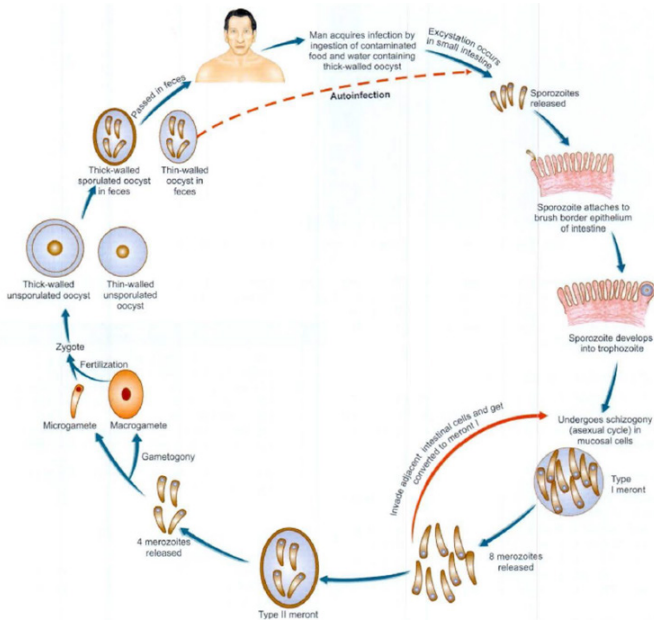 Man acquires infection by
ingestion of contaminated
food and water containing
thick-walled oocyst
Excystation occurs
in small intestine
Sporozoites
released
Sporozoite attaches to
brush border epithelium
of intestine
Sporozoite develops
into trophozoite
Undergoes schizogony
(asexual cycle) in
mucosal cells
Type
I meront
8 merozoites
released
Invade adjacent intestinal cells and get
converted to meront I
Type II meront
4 merozoites
released
Gametogony
Microgamete
Macrogamete
Fertilization
Zygote
Thick-walled
unsporulated oocyst
Thin-walled
unsporulated
oocyst
Thick-walled
sporulated oocyst
in feces
Thin-walled
oocyst in
feces
Passed in feces
Autoinfection